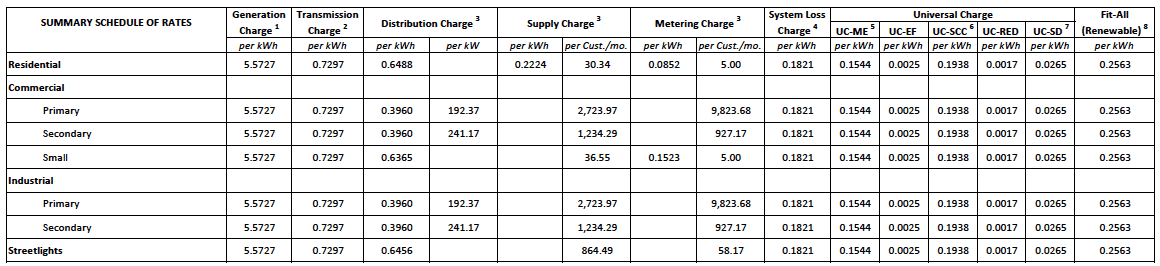 SUMMARY SCHEDULE OF RATES Generation Charge 1 Transmission Charge 2 Distribution Charge 3 Supply Charge 3 Metering Charge 3 System Loss Charge 4 Universal Charge Fit-All (Renewable) 8
UC-ME 5 UC-EF UC-SCC 6 UC-RED UC-SD 7
per kWh per kWh per kWh per kW per kWh per Cust./mo. per kWh per Cust./mo. per kWh per kWh per kWh per kWh per kWh per kWh per kWh
Residential 5.5727 0.7297 0.6488 0.2224 30.34 0.0852 5.00 0.1821 0.1544 0.0025 0.1938 0.0017 0.0265 0.2563
Commercial
Primary 5.5727 0.7297 0.3960 192.37 2,723.97 9,823.68 0.1821 0.1544 0.0025 0.1938 0.0017 0.0265 0.2563
Secondary 5.5727 0.7297 0.3960 241.17 1,234.29 927.17 0.1821 0.1544 0.0025 0.1938 0.0017 0.0265 0.2563
Small 5.5727 0.7297 0.6365 36.55 0.1523 5.00 0.1821 0.1544 0.0025 0.1938 0.0017 0.0265 0.2563
Industrial
Primary 5.5727 0.7297 0.3960 192.37 2,723.97 9,823.68 0.1821 0.1544 0.0025 0.1938 0.0017 0.0265 0.2563
Secondary 5.5727 0.7297 0.3960 241.17 1,234.29 927.17 0.1821 0.1544 0.0025 0.1938 0.0017 0.0265 0.2563
Streetlights 5.5727 0.7297 0.6456 864.49 58.17 0.1821 0.1544 0.0025 0.1938 0.0017 0.0265 0.2563